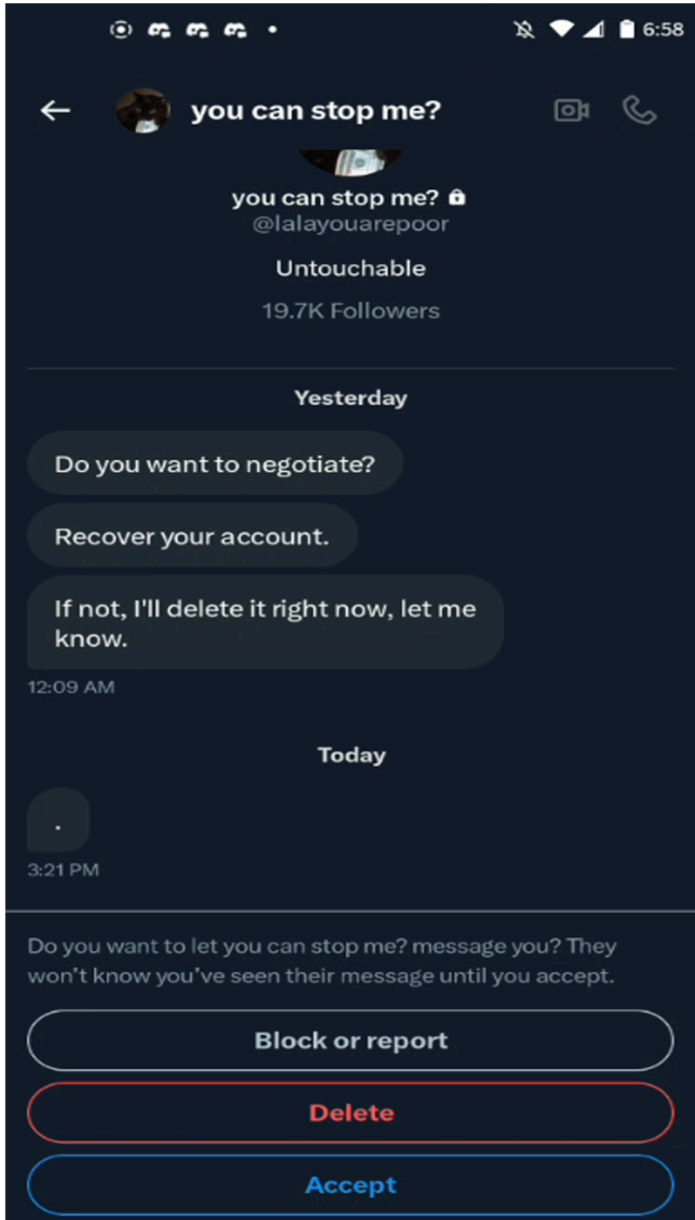 6:58
you can stop me?
you can stop me?
@lalayouarepoor
Untouchable
19.7K Followers
Yesterday
Do you want to negotiate?
Recover your account.
If not, I'll delete it right now, let me
know.
12:09 AM
Today
.
3:21 PM
Do you want to let you can stop me? message you? They
won't know you've seen their message until you accept.
Block or report
Delete
Accept